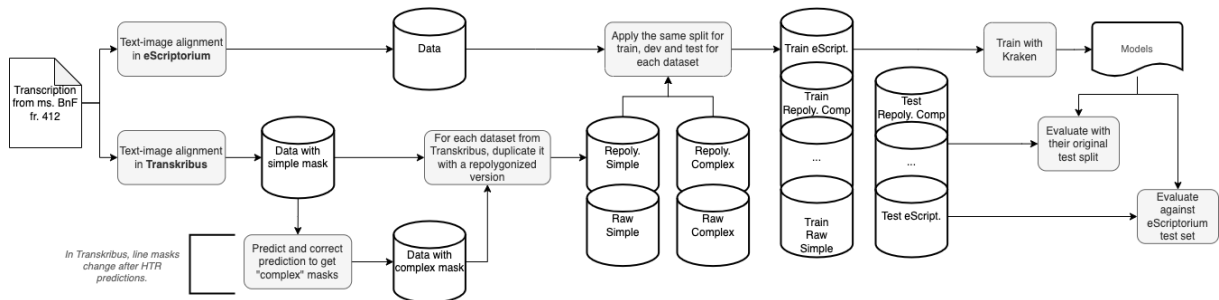 Transcription
from ms. BnF
fr. 412
Text-image alignment
in eScriptorium
Data
Apply the same split for
train, dev and test for
each dataset
Train eScript.
Train with
Kraken
Models
Train
Repoly. Comp
...
Train
Raw
Simple
Test
Repoly. Comp
...
Test eScript.
Evaluate with
their original
test split
Evaluate
against
eScriptorium
test set
Text-image alignment
in Transkribus
Data with
simple mask
For each dataset from
Transkribus, duplicate it
with a repolygonized
version
Repoly.
Simple
Repoly.
Complex
Raw
Simple
Raw
Complex
In Transkribus, line masks
change after HTR
predictions.
Predict and correct
prediction to get
"complex" masks
Data with
complex mask